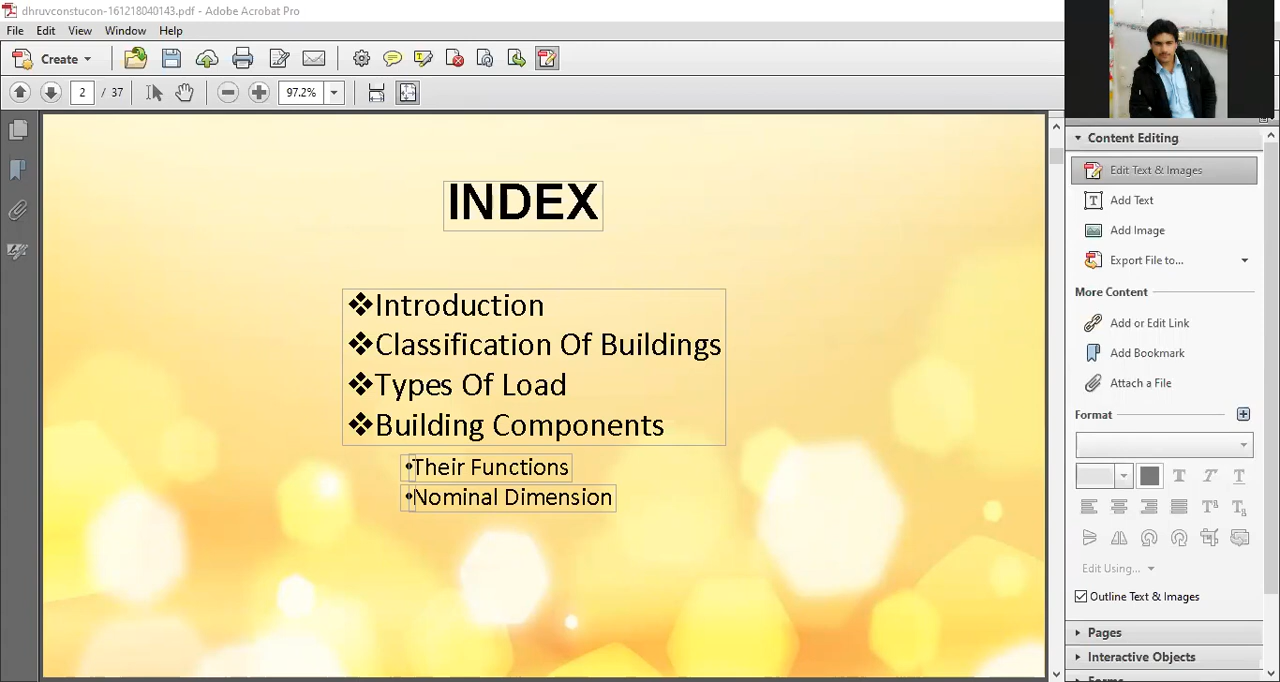 dhruvconstucon-161218040143.pdf - Adobe Acrobat Pro
File Edit View Window Help
Create
2 / 37 97.2%
INDEX
❖Introduction
❖Classification Of Buildings
❖Types Of Load
❖Building Components
•Their Functions
•Nominal Dimension
Content Editing
Edit Text & Images
Add Text
Add Image
Export File to...
More Content
Add or Edit Link
Add Bookmark
Attach a File
Format
Edit Using...
Outline Text & Images
Pages
Interactive Objects